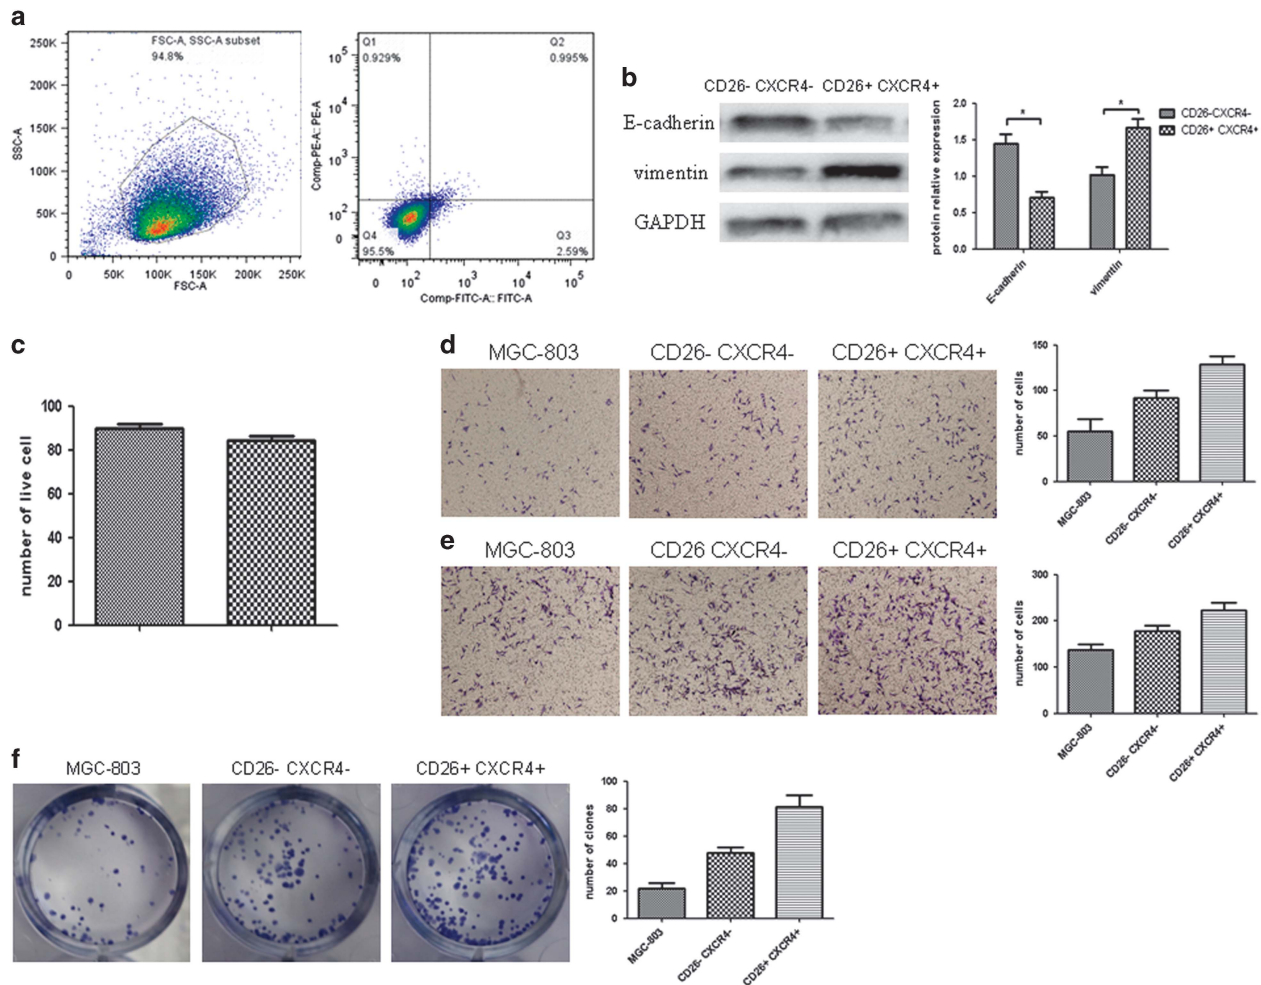 a
FSC-A, SSC-A subset
94.8%
250K
200K
150K
100K
50K
0
SSC-A
0 50K 100K 150K 200K 250K
FSC-A
Q1
0.929%
Q2
0.995%
Q4
95.5%
Q3
2.59%
10^5
10^4
10^3
10^2
0
Comp-PE-A:: PE-A
0 10^2 10^3 10^4 10^5
Comp-FITC-A:: FITC-A
b
CD26- CXCR4- CD26+ CXCR4+
E-cadherin
vimentin
GAPDH
protein relative expression
2.0
1.5
1.0
0.5
0.0
*
*
E-cadherin
vimentin
CD26-CXCR4-
CD26+ CXCR4+
c
number of live cell
100
80
60
40
20
0
d
MGC-803 CD26- CXCR4- CD26+ CXCR4+
number of cells
150
100
50
0
MGC-803
CD26- CXCR4-
CD26+ CXCR4+
e
MGC-803 CD26 CXCR4- CD26+ CXCR4+
number of cells
300
200
100
0
MGC-803
CD26- CXCR4-
CD26+ CXCR4+
f
MGC-803 CD26- CXCR4- CD26+ CXCR4+
number of clones
100
80
60
40
20
0
MGC-803
CD26- CXCR4-
CD26+ CXCR4+